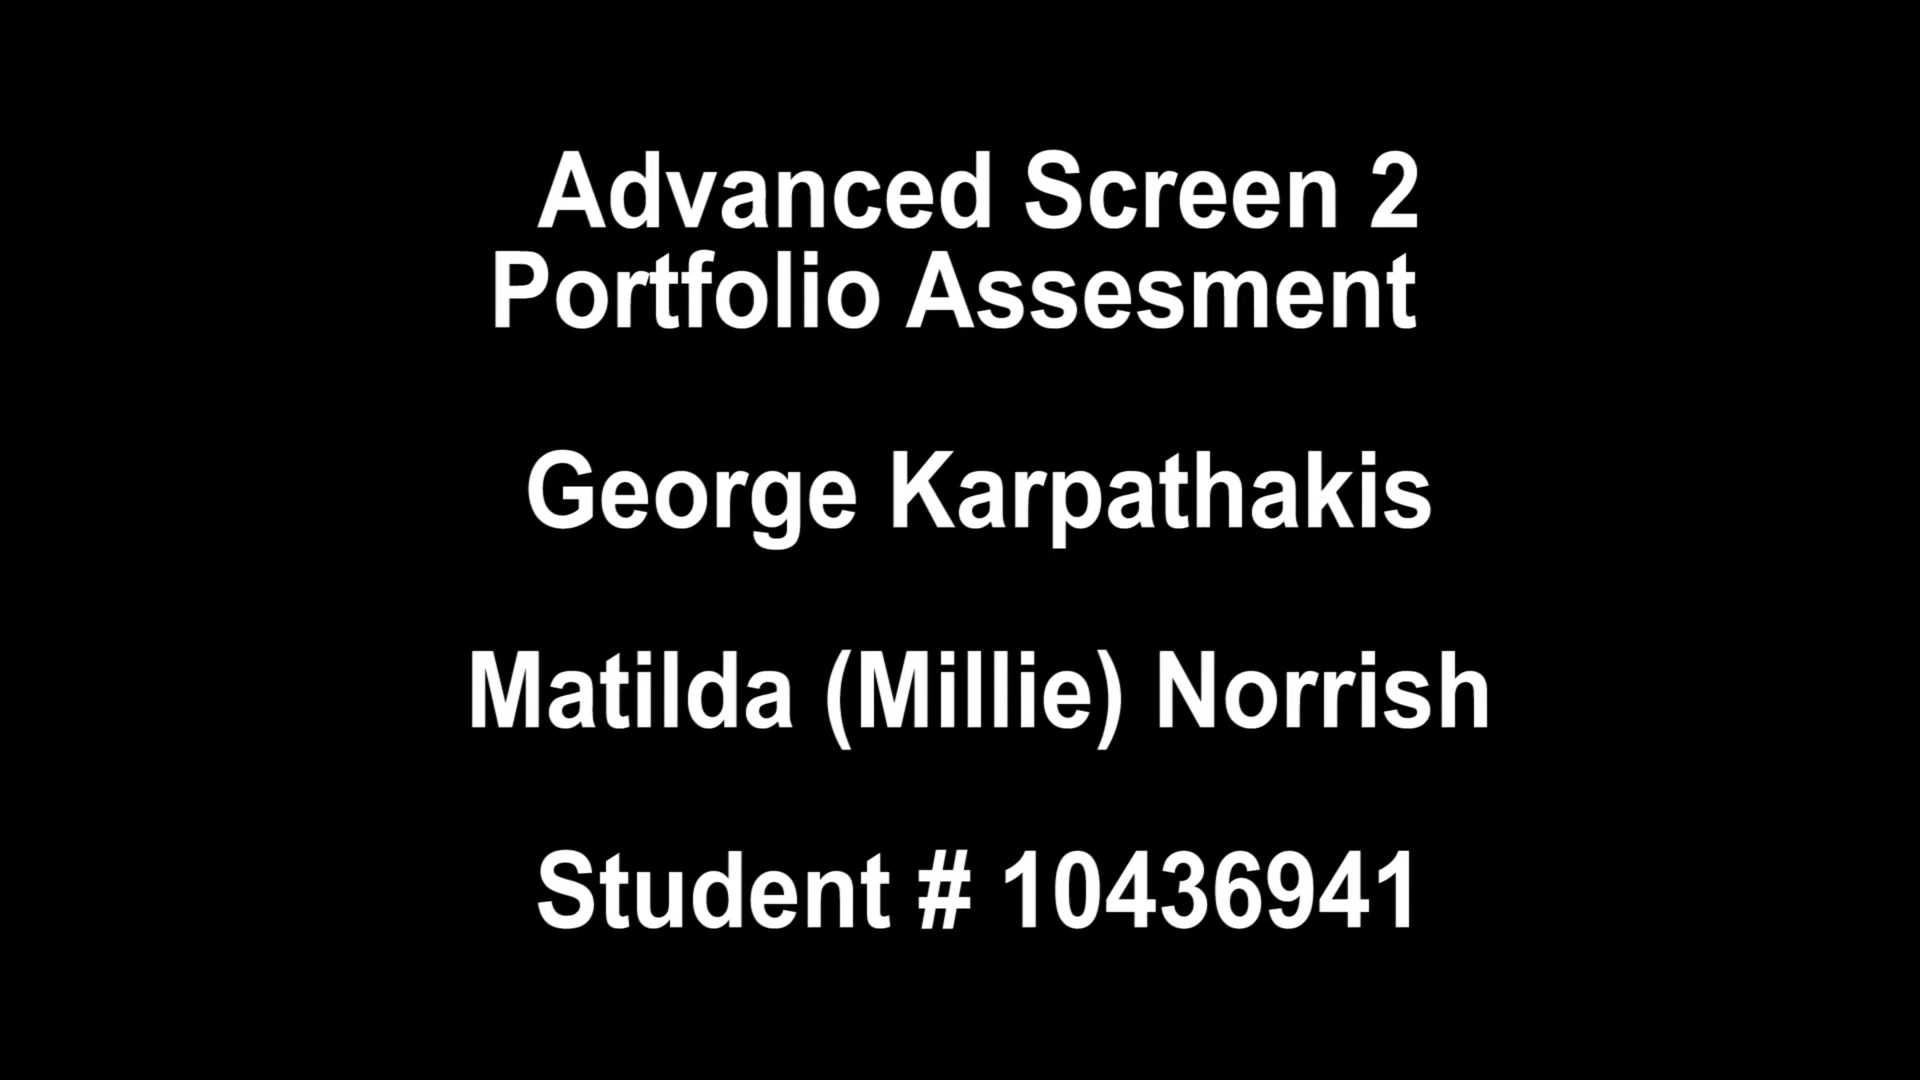 Advanced Screen 2
Portfolio Assesment
George Karpathakis
Matilda (Millie) Norrish
Student # 10436941